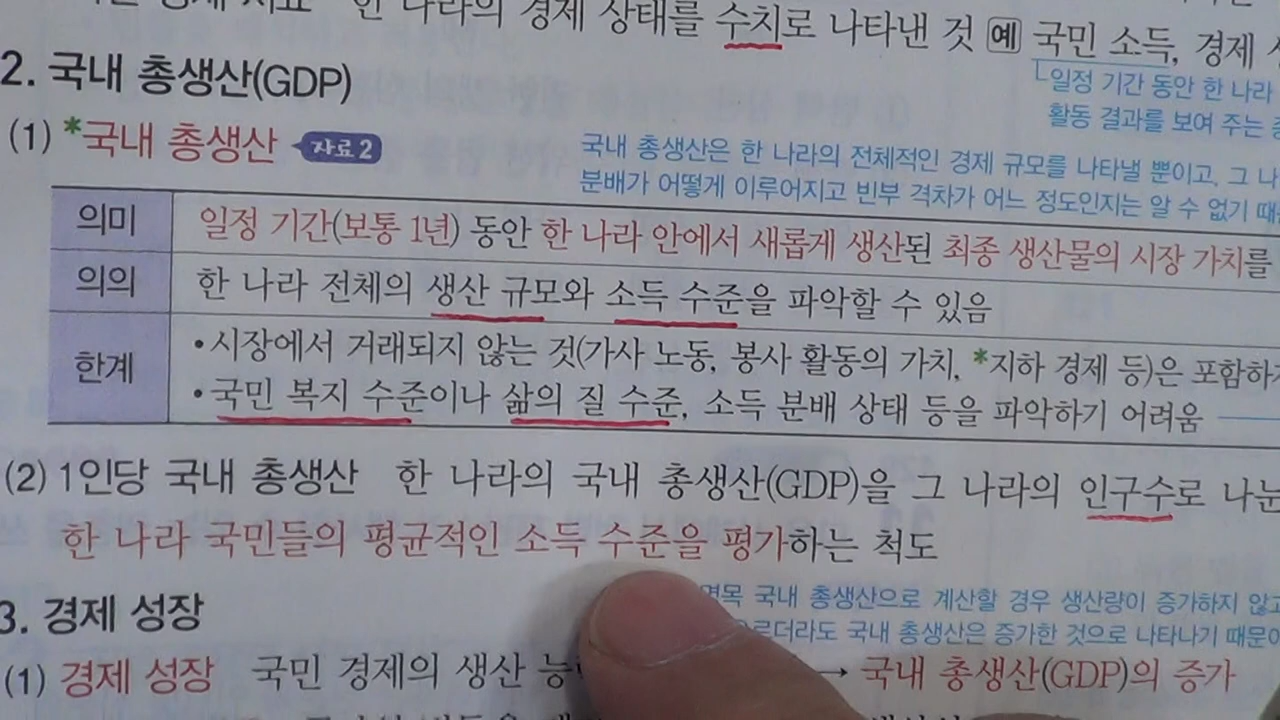 한 나라의 경제 상태를 수치로 나타낸 것 예 국민 소득, 경제
일정 기간 동안 한 나라
활동 결과를 보여 주는
2. 국내 총생산(GDP)
(1) *국내 총생산 자료 2
국내 총생산은 한 나라의 전체적인 경제 규모를 나타낼 뿐이고, 그 나
분배가 어떻게 이루어지고 빈부 격차가 어느 정도인지는 알 수 없기 때
의미 일정 기간(보통 1년) 동안 한 나라 안에서 새롭게 생산된 최종 생산물의 시장 가치를
의의 한 나라 전체의 생산 규모와 소득 수준을 파악할 수 있음
한계
•시장에서 거래되지 않는 것(가사 노동, 봉사 활동의 가치, *지하 경제 등)은 포함하
•국민 복지 수준이나 삶의 질 수준, 소득 분배 상태 등을 파악하기 어려움
(2) 1인당 국내 총생산 한 나라의 국내 총생산(GDP)을 그 나라의 인구수로 나눈
한 나라 국민들의 평균적인 소득 수준을 평가하는 척도
명목 국내 총생산으로 계산할 경우 생산량이 증가하지 않고
국내 총생산은 증가한 것으로 나타나기 때문
3. 경제 성장
(1) 경제 성장 국민 경제의 생산 → 국내 총생산(GDP)의 증가